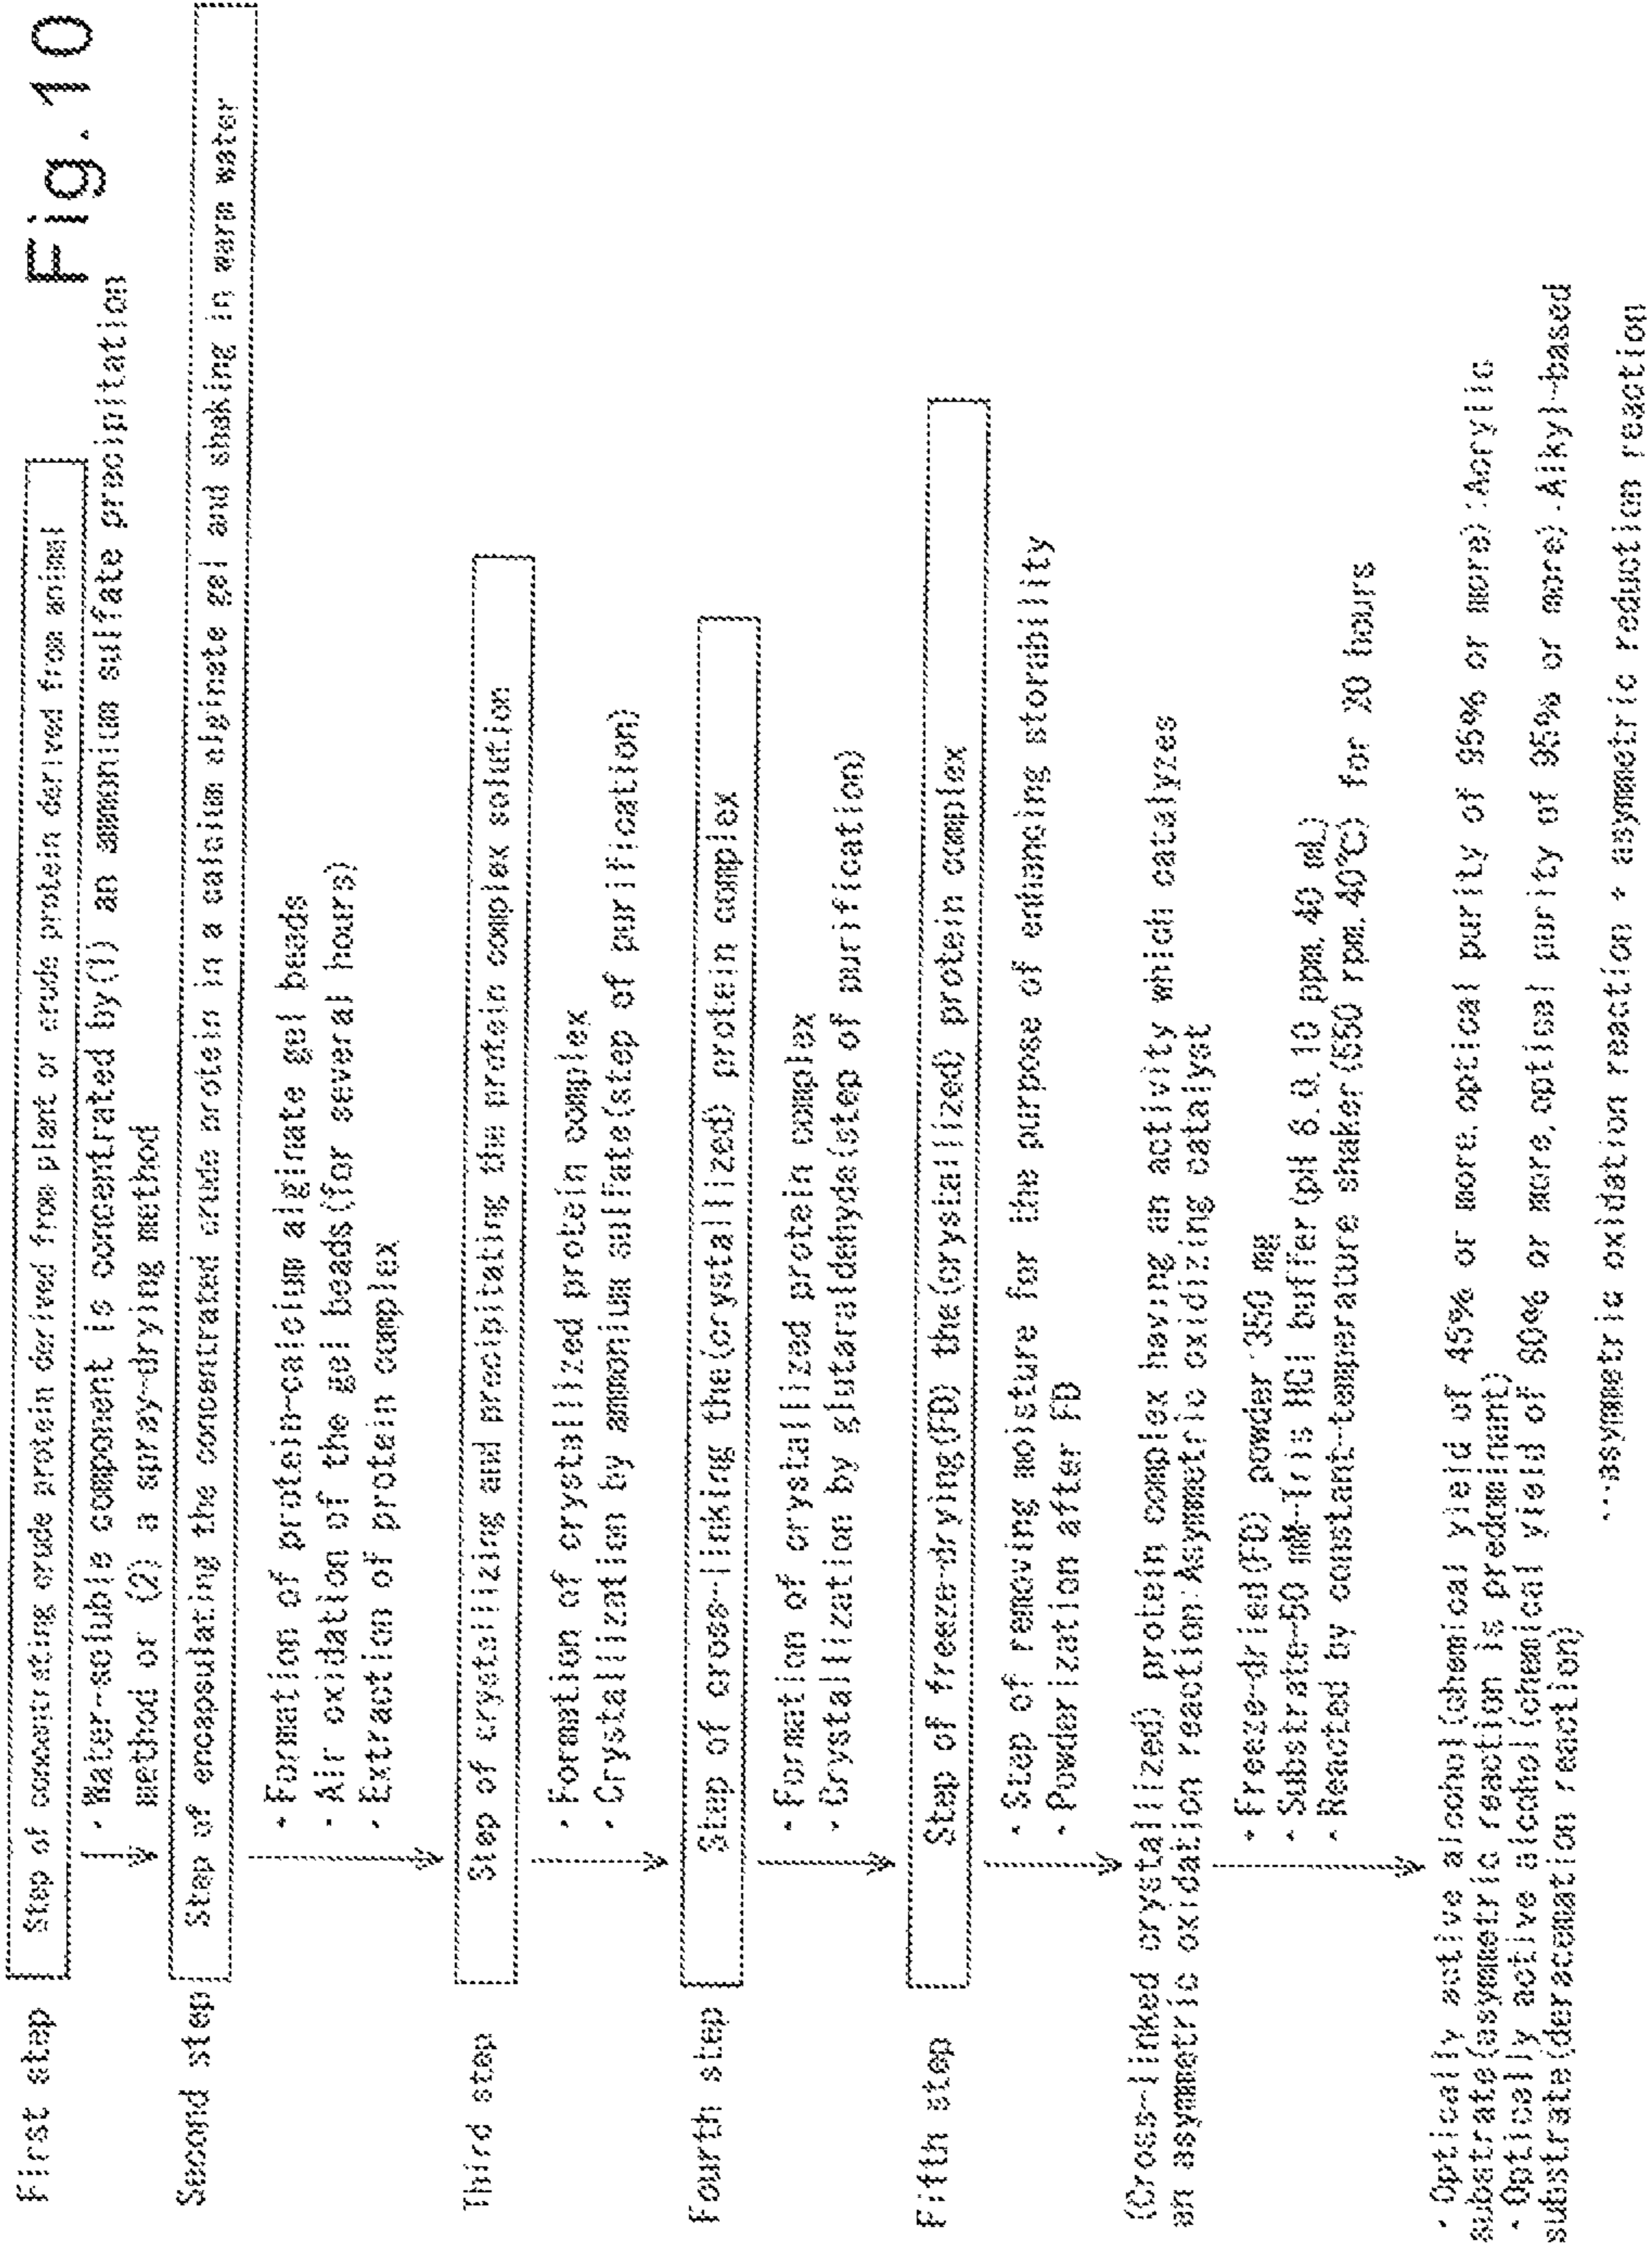 Fig.10
First step
Step of concentrating crude protein derived from plant or crude protein derived from animal
· Water-soluble component is concentrated by(1) an ammonium sulfate precipitation
method or (2) a spray-drying method
Second step
Step of encapsulating the concentrated crude protein in a calcium alginate gel and shaking in warm water
· Formation of protein-calcium alginate gel beads
· Air oxidation of the gel beads(for several hours)
· Extraction of protein complex
Third step
Step of crystallizing and precipitating the protein complex solution
· Formation of crystallized protein complex
· Crystallization by ammonium sulfate(step of purification)
Fourth step
Step of cross-linking the(crystallized) protein complex
· Formation of crystallized protein complex
· Crystallization by glutaraldehyde(step of purification)
Fifth step
Step of freeze-drying(FD) the(crystallized) protein complex
· Step of removing moisture for the purpose of enhancing storability
· Powderization after FD
(Cross-linked crystallized) protein complex having an activity which catalyzes
an asymmetric oxidation reaction:Asymmetric oxidizing catalyst
· Freeze-dried(FD) powder 350 mg
· Substrate-50 mM-Tris HCl buffer(pH 8.0, 10 ppm, 40 mL)
· Reacted by constant-temperature shaker(550 rpm, 40℃) for 20 hours
· Optically active alcohol(chemical yield of 45% or more, optical purity of 95% or more):Acrylic
substrate(asymmetric reaction is predominant)
· Optically active alcohol(chemical yield of 80% or more, optical purity of 95% or more):Alkyl-based
substrate(deracemation reaction)
···asymmetric oxidation reaction + asymmetric reduction reaction